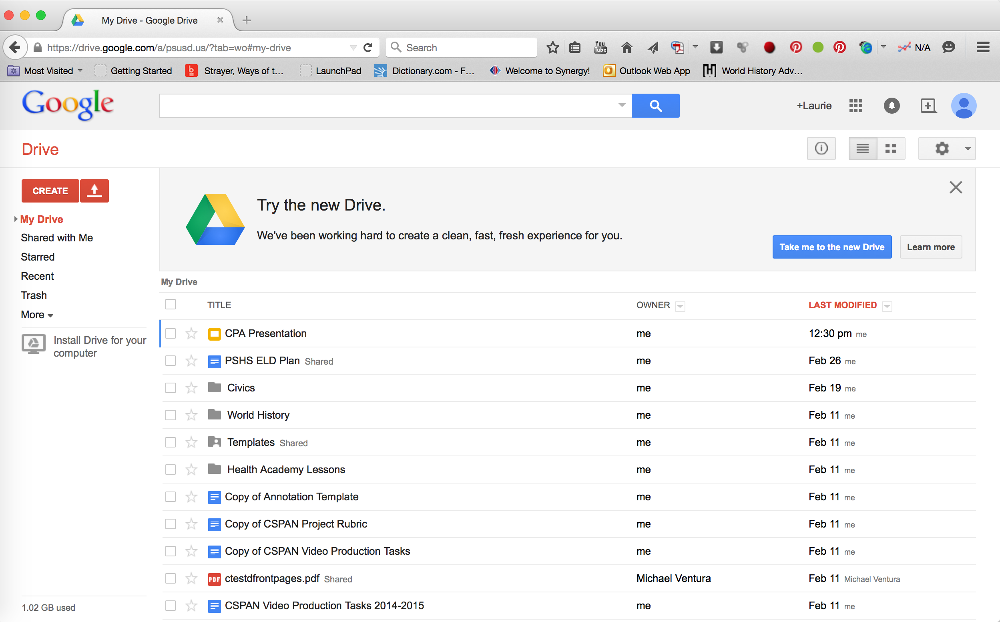 My Drive - Google Drive
https://drive.google.com/a/psusd.us/?tab=wo#my-drive
Search
You Tube
N/A
Most Visited
Getting Started
b Strayer, Ways of t...
LaunchPad
Dictionary.com - F...
Welcome to Synergy!
O Outlook Web App
H World History Adv...
Google
+Laurie
Drive
CREATE
My Drive
Shared with Me
Starred
Recent
Trash
More
Install Drive for your
computer
1.02 GB used
Try the new Drive.
We've been working hard to create a clean, fast, fresh experience for you.
Take me to the new Drive
Learn more
My Drive
TITLE OWNER LAST MODIFIED
CPA Presentation me 12:30 pm me
PSHS ELD Plan Shared me Feb 26 me
Civics me Feb 19 me
World History me Feb 11 me
Templates Shared me Feb 11 me
Health Academy Lessons me Feb 11 me
Copy of Annotation Template me Feb 11 me
Copy of CSPAN Project Rubric me Feb 11 me
Copy of CSPAN Video Production Tasks me Feb 11 me
PDF ctestdfrontpages.pdf Shared Michael Ventura Feb 11 Michael Ventura
CSPAN Video Production Tasks 2014-2015 me Feb 11 me